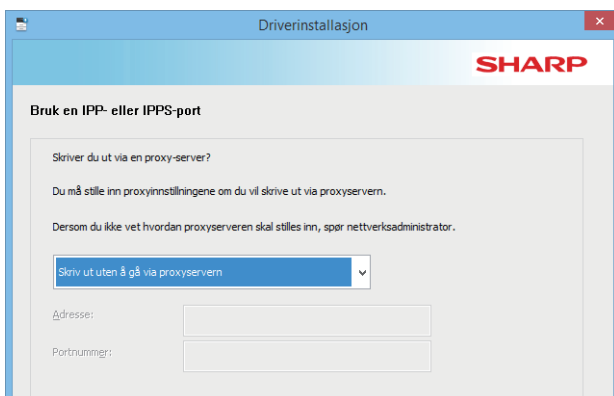 Driverinstallasjon
SHARP
Bruk en IPP- eller IPPS-port
Skriver du ut via en proxy-server?
Du må stille inn proxyinnstillingene om du vil skrive ut via proxyservern.
Dersom du ikke vet hvordan proxyserveren skal stilles inn, spør nettverksadministrator.
Skriv ut uten å gå via proxyservern
Adresse:
Portnummer: